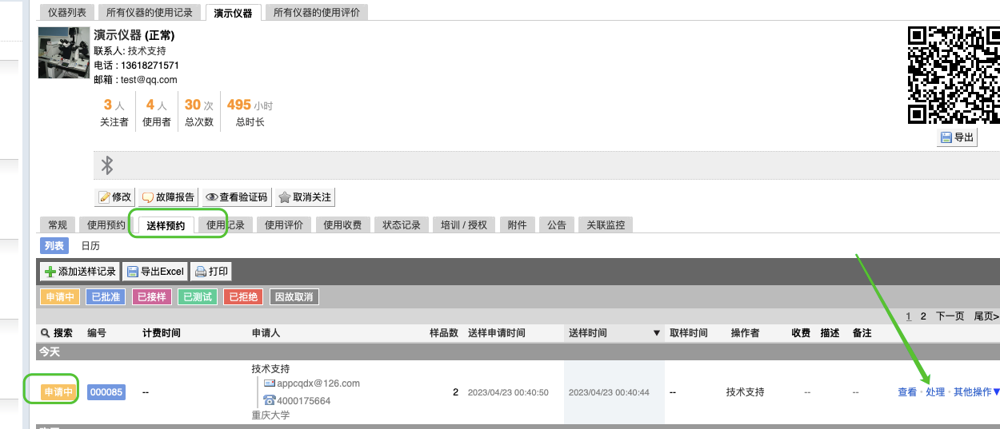 仪器列表 所有仪器的使用记录 演示仪器 所有仪器的使用评价
演示仪器 (正常)
联系人: 技术支持
电话 : 13618271571
邮箱 : test@qq.com
3 人 4 人 30 次 495 小时
关注者 使用者 总次数 总时长
导出
修改 故障报告 查看验证码 取消关注
常规 使用预约 送样预约 使用记录 使用评价 使用收费 状态记录 培训 / 授权 附件 公告 关联监控
列表 日历
添加送样记录 导出Excel 打印
申请中 已批准 已接样 已测试 已拒绝 因故取消
1 2 下一页 尾页>
搜索 编号 计费时间 申请人 样品数 送样申请时间 送样时间 ▼ 取样时间 操作者 收费 描述 备注
今天
技术支持
appcqdx@126.com
申请中 000085 -- 2 2023/04/23 00:40:50 2023/04/23 00:40:44 -- 技术支持 -- -- 查看 · 处理 · 其他操作▼
4000175664
重庆大学